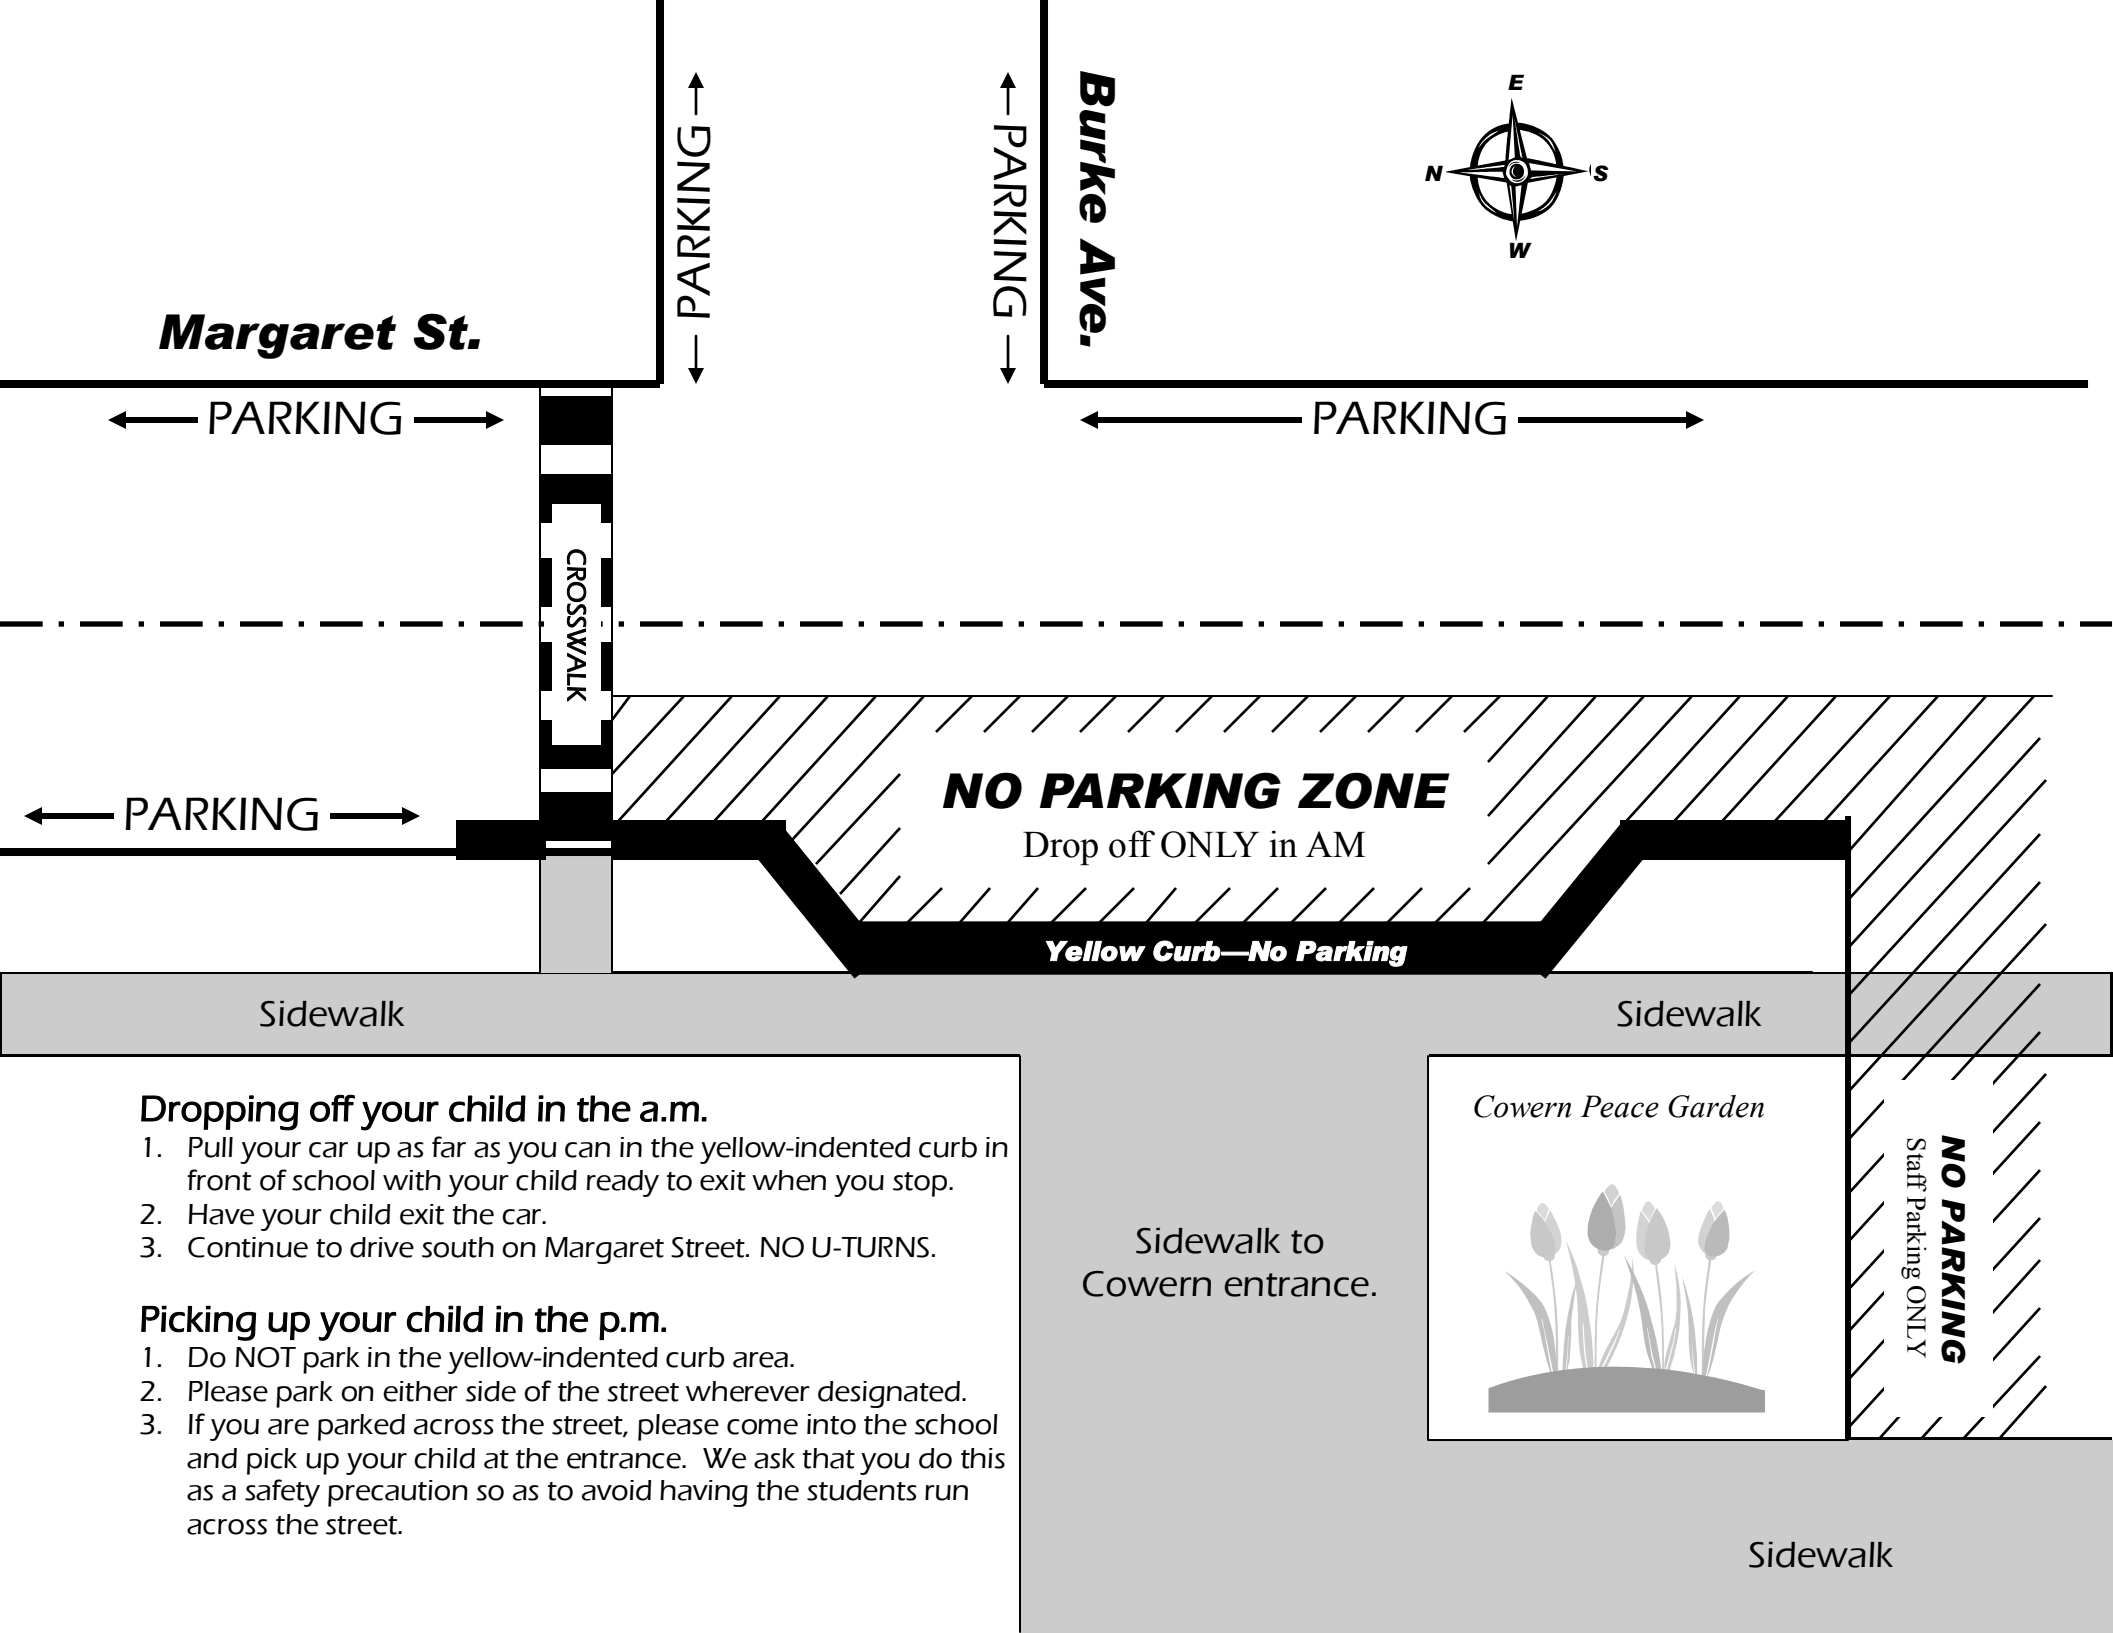 E
N
S
W
PARKING
PARKING
Burke Ave.
Margaret St.
PARKING
PARKING
CROSSWALK
NO PARKING ZONE
Drop off ONLY in AM
PARKING
Yellow Curb—No Parking
Sidewalk
Sidewalk
Dropping off your child in the a.m.
1. Pull your car up as far as you can in the yellow-indented curb in
front of school with your child ready to exit when you stop.
2. Have your child exit the car.
3. Continue to drive south on Margaret Street. NO U-TURNS.
Picking up your child in the p.m.
1. Do NOT park in the yellow-indented curb area.
2. Please park on either side of the street wherever designated.
3. If you are parked across the street, please come into the school
and pick up your child at the entrance. We ask that you do this
as a safety precaution so as to avoid having the students run
across the street.
Sidewalk to
Cowern entrance.
Cowern Peace Garden
NO PARKING
Staff Parking ONLY
Sidewalk